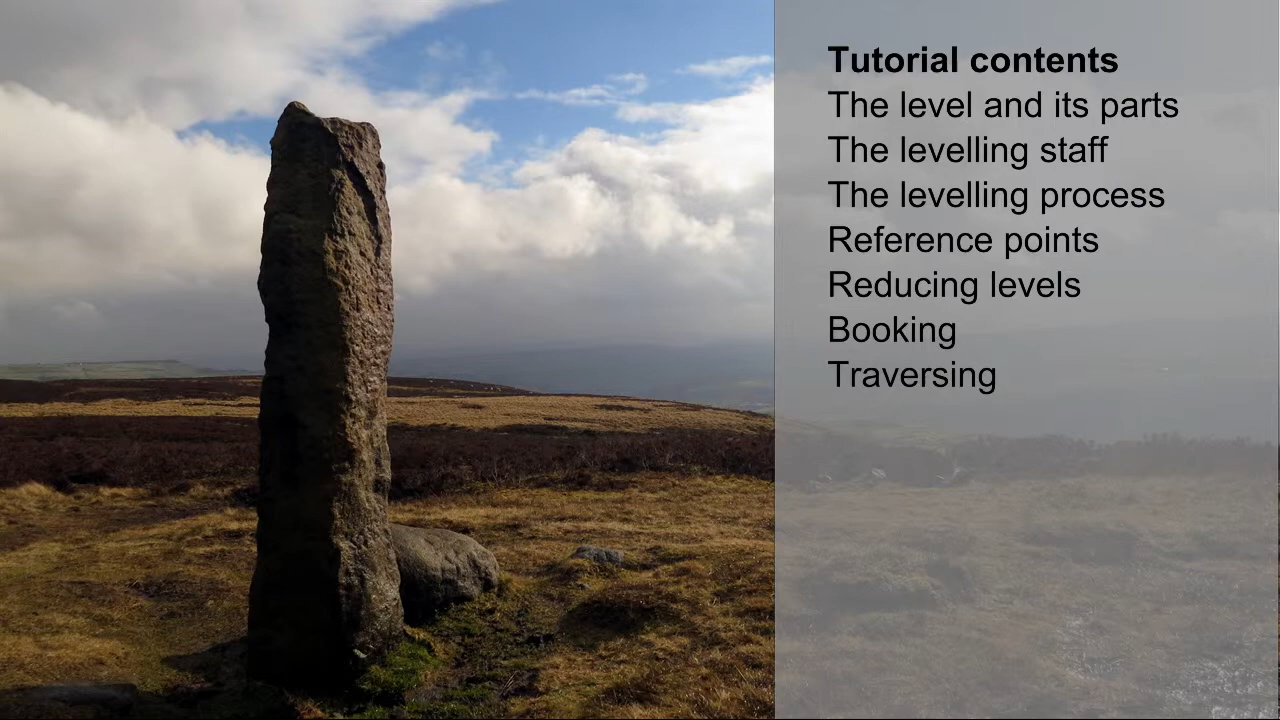 Tutorial contents
The level and its parts
The levelling staff
The levelling process
Reference points
Reducing levels
Booking
Traversing